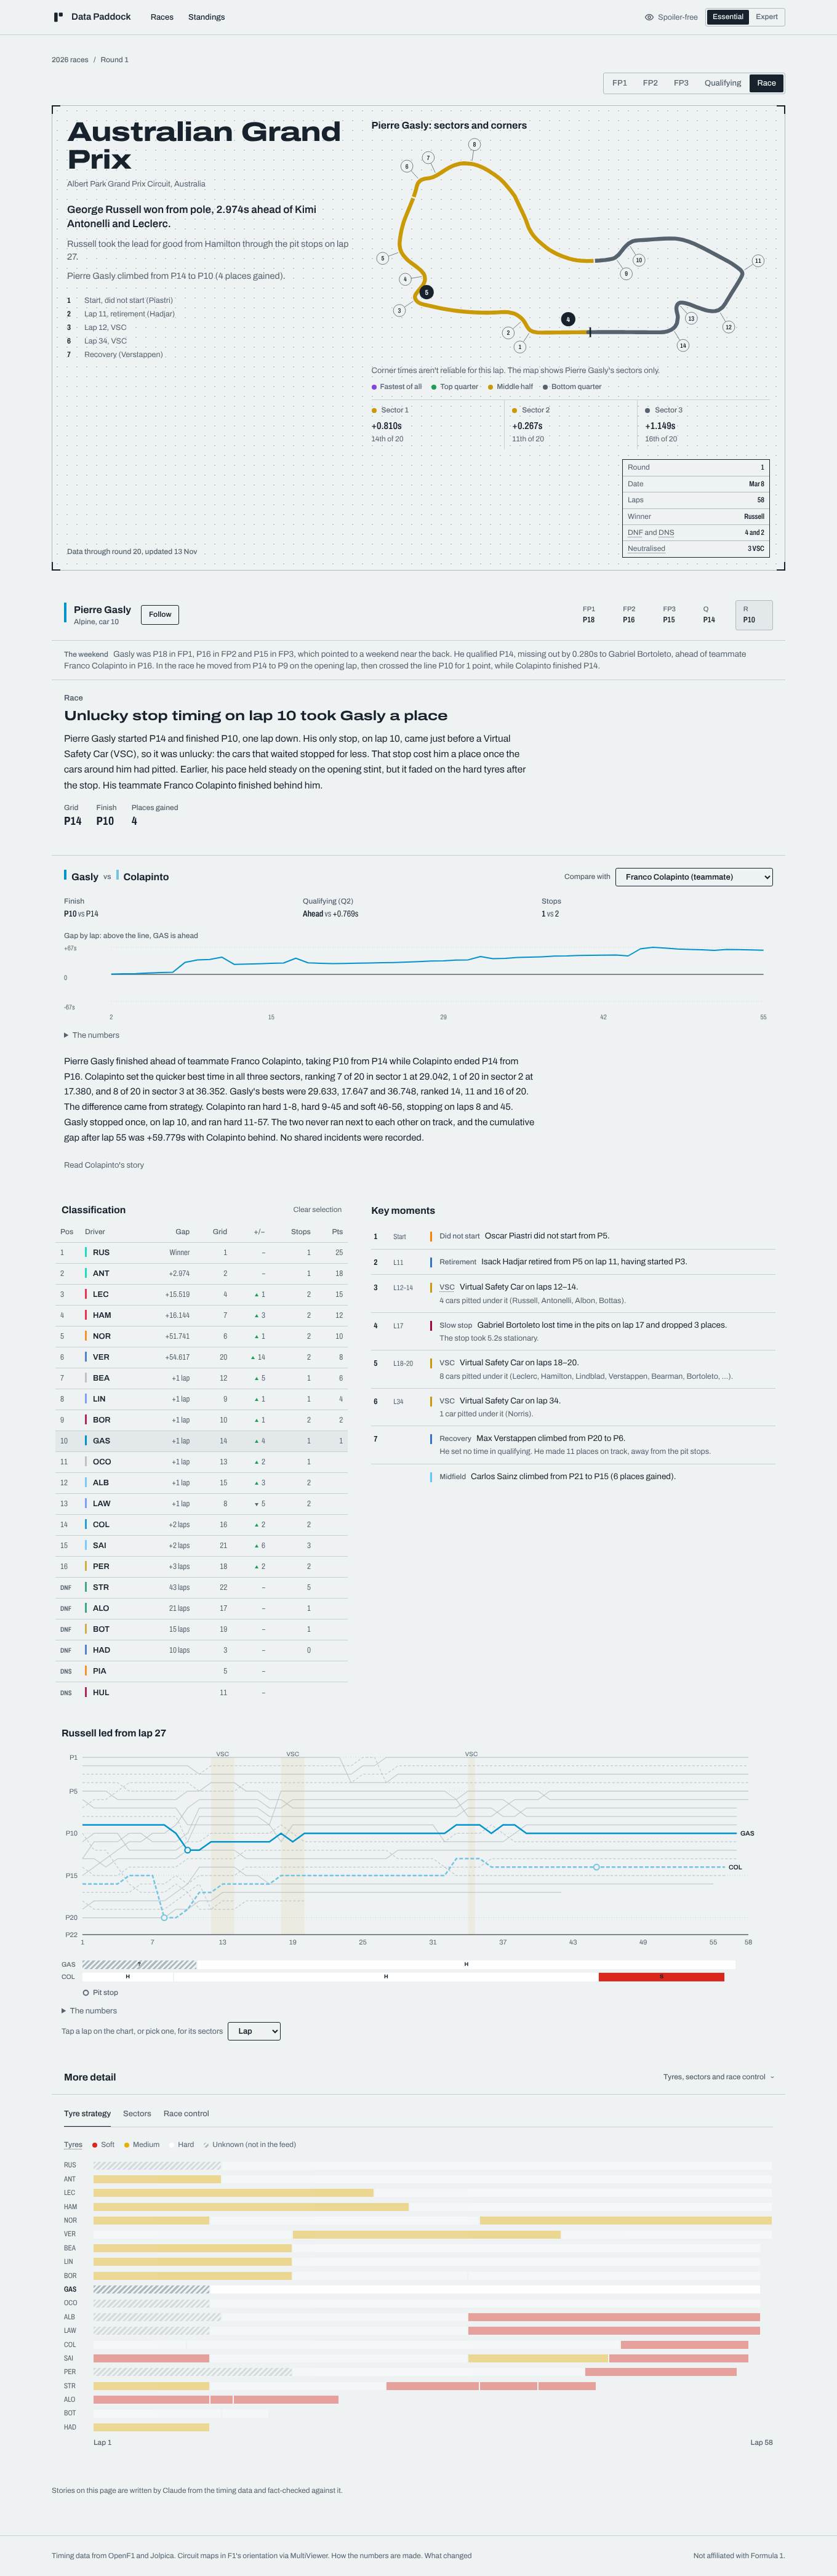 Data Paddock
Races
Standings
Spoiler-free
Essential
Expert
2026 races / Round 1
FP1
FP2
FP3
Qualifying
Race
Australian Grand
Prix
Albert Park Grand Prix Circuit, Australia
George Russell won from pole, 2.974s ahead of Kimi
Antonelli and Leclerc.
Russell took the lead for good from Hamilton through the pit stops on lap
27.
Pierre Gasly climbed from P14 to P10 (4 places gained).
1 Start, did not start (Piastri)
2 Lap 11, retirement (Hadjar)
3 Lap 12, VSC
6 Lap 34, VSC
7 Recovery (Verstappen)
Data through round 20, updated 13 Nov
Pierre Gasly: sectors and corners
8
7
6
5
4
5
3
2
1
4
10
9
11
13
12
14
Corner times aren't reliable for this lap. The map shows Pierre Gasly's sectors only.
Fastest of all
Top quarter
Middle half
Bottom quarter
Sector 1
+0.810s
14th of 20
Sector 2
+0.267s
11th of 20
Sector 3
+1.149s
16th of 20
Round 1
Date Mar 8
Laps 58
Winner Russell
DNF and DNS 4 and 2
Neutralised 3 VSC
Pierre Gasly
Alpine, car 10
Follow
FP1
P18
FP2
P16
FP3
P15
Q
P14
R
P10
The weekend Gasly was P18 in FP1, P16 in FP2 and P15 in FP3, which pointed to a weekend near the back. He qualified P14, missing out by 0.280s to Gabriel Bortoleto, ahead of teammate
Franco Colapinto in P16. In the race he moved from P14 to P9 on the opening lap, then crossed the line P10 for 1 point, while Colapinto finished P14.
Race
Unlucky stop timing on lap 10 took Gasly a place
Pierre Gasly started P14 and finished P10, one lap down. His only stop, on lap 10, came just before a Virtual
Safety Car (VSC), so it was unlucky: the cars that waited stopped for less. That stop cost him a place once the
cars around him had pitted. Earlier, his pace held steady on the opening stint, but it faded on the hard tyres after
the stop. His teammate Franco Colapinto finished behind him.
Grid
P14
Finish
P10
Places gained
4
Gasly vs Colapinto
Compare with
Franco Colapinto (teammate)
Finish
P10 vs P14
Qualifying (Q2)
Ahead vs +0.769s
Stops
1 vs 2
Gap by lap: above the line, GAS is ahead
+67s
0
-67s
2 15 29 42 55
The numbers
Pierre Gasly finished ahead of teammate Franco Colapinto, taking P10 from P14 while Colapinto ended P14 from
P16. Colapinto set the quicker best time in all three sectors, ranking 7 of 20 in sector 1 at 29.042, 1 of 20 in sector 2 at
17.380, and 8 of 20 in sector 3 at 36.352. Gasly's bests were 29.633, 17.647 and 36.748, ranked 14, 11 and 16 of 20.
The difference came from strategy. Colapinto ran hard 1-8, hard 9-45 and soft 46-56, stopping on laps 8 and 45.
Gasly stopped once, on lap 10, and ran hard 11-57. The two never ran next to each other on track, and the cumulative
gap after lap 55 was +59.779s with Colapinto behind. No shared incidents were recorded.
Read Colapinto's story
Classification
Clear selection
Pos Driver Gap Grid +/− Stops Pts
1 RUS Winner 1 – 1 25
2 ANT +2.974 2 – 1 18
3 LEC +15.519 4 ▲ 1 2 15
4 HAM +16.144 7 ▲ 3 2 12
5 NOR +51.741 6 ▲ 1 2 10
6 VER +54.617 20 ▲ 14 2 8
7 BEA +1 lap 12 ▲ 5 1 6
8 LIN +1 lap 9 ▲ 1 1 4
9 BOR +1 lap 10 ▲ 1 2 2
10 GAS +1 lap 14 ▲ 4 1 1
11 OCO +1 lap 13 ▲ 2 1
12 ALB +1 lap 15 ▲ 3 2
13 LAW +1 lap 8 ▼ 5 2
14 COL +2 laps 16 ▲ 2 2
15 SAI +2 laps 21 ▲ 6 3
16 PER +3 laps 18 ▲ 2 2
DNF STR 43 laps 22 – 5
DNF ALO 21 laps 17 – 1
DNF BOT 15 laps 19 – 1
DNF HAD 10 laps 3 – 0
DNS PIA 5 –
DNS HUL 11 –
Key moments
1 Start Did not start Oscar Piastri did not start from P5.
2 L11 Retirement Isack Hadjar retired from P5 on lap 11, having started P3.
3 L12–14 VSC Virtual Safety Car on laps 12–14.
4 cars pitted under it (Russell, Antonelli, Albon, Bottas).
4 L17 Slow stop Gabriel Bortoleto lost time in the pits on lap 17 and dropped 3 places.
The stop took 5.2s stationary.
5 L18-20 VSC Virtual Safety Car on laps 18–20.
8 cars pitted under it (Leclerc, Hamilton, Lindblad, Verstappen, Bearman, Bortoleto, ...).
6 L34 VSC Virtual Safety Car on lap 34.
1 car pitted under it (Norris).
7 Recovery Max Verstappen climbed from P20 to P6.
He set no time in qualifying. He made 11 places on track, away from the pit stops.
Midfield Carlos Sainz climbed from P21 to P15 (6 places gained).
Russell led from lap 27
VSC VSC VSC
P1
P5
P10
P15
P20
P22
GAS
COL
1 7 13 19 25 31 37 43 49 55 58
GAS H
COL H H S
Pit stop
The numbers
Tap a lap on the chart, or pick one, for its sectors
Lap
More detail
Tyres, sectors and race control
Tyre strategy
Sectors
Race control
Tyres
Soft
Medium
Hard
Unknown (not in the feed)
RUS
ANT
LEC
HAM
NOR
VER
BEA
LIN
BOR
GAS
OCO
ALB
LAW
COL
SAI
PER
STR
ALO
BOT
HAD
Lap 1
Lap 58
Stories on this page are written by Claude from the timing data and fact-checked against it.
Timing data from OpenF1 and Jolpica. Circuit maps in F1's orientation via MultiViewer. How the numbers are made. What changed
Not affiliated with Formula 1.